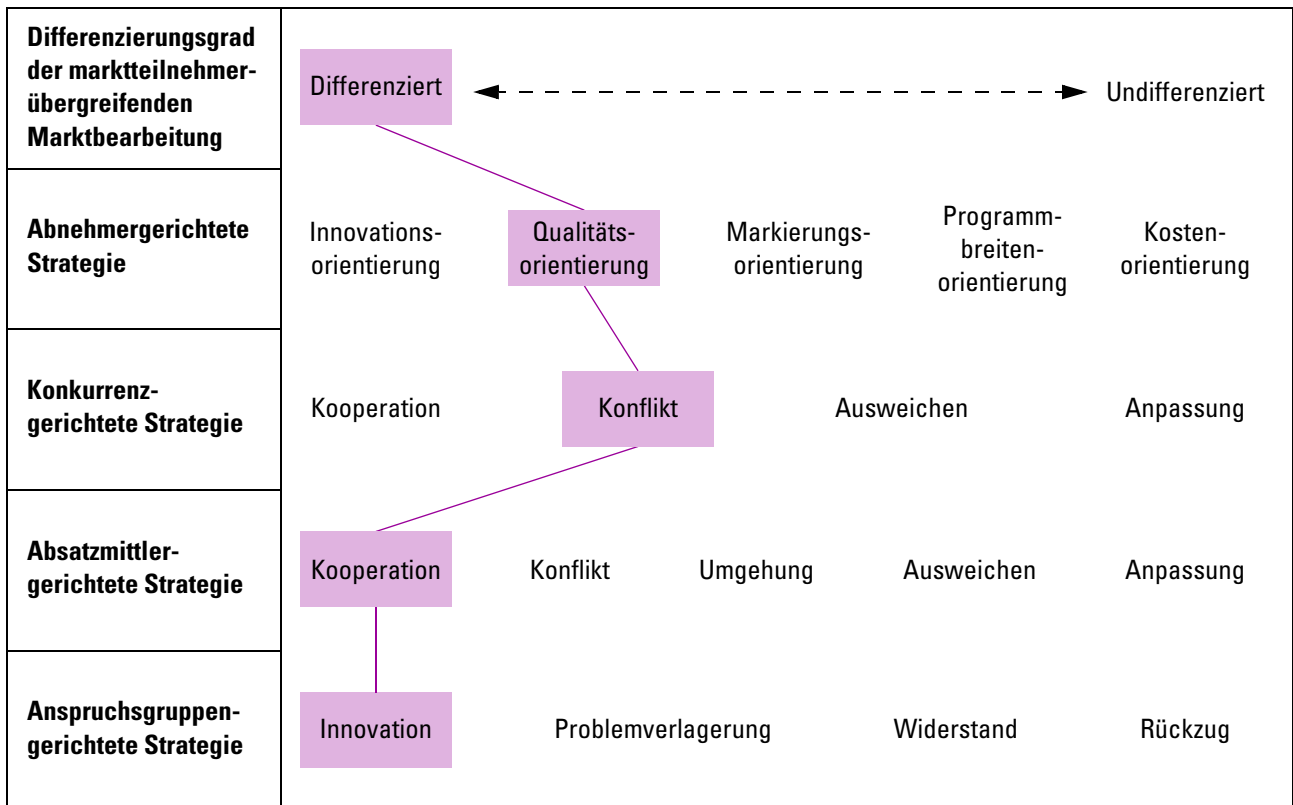 Differenzierungsgrad
der marktteilnehmer-
übergreifenden
Marktbearbeitung
Differenziert
Undifferenziert
Abnehmergerichtete
Strategie
Innovations-
orientierung
Qualitäts-
orientierung
Markierungs-
orientierung
Programm-
breiten-
orientierung
Kosten-
orientierung
Konkurrenz-
gerichtete Strategie
Kooperation
Konflikt
Ausweichen
Anpassung
Absatzmittler-
gerichtete Strategie
Kooperation
Konflikt
Umgehung
Ausweichen
Anpassung
Anspruchsgruppen-
gerichtete Strategie
Innovation
Problemverlagerung
Widerstand
Rückzug